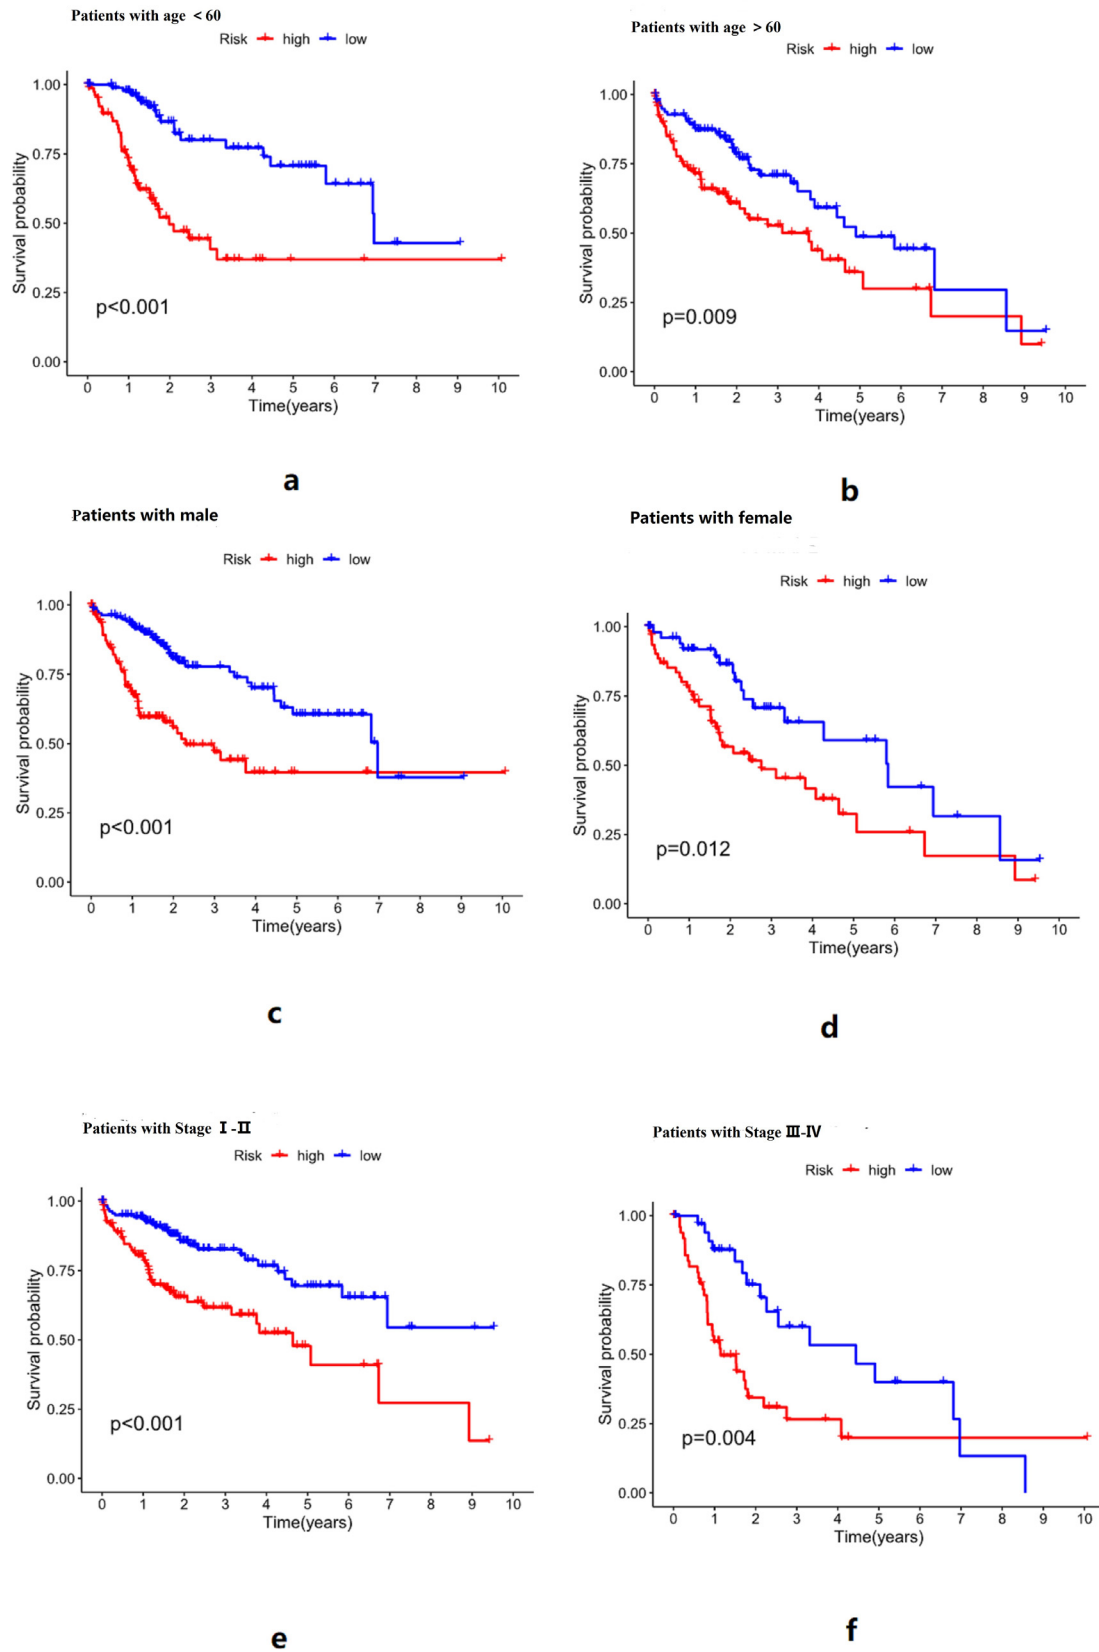 Patients with age < 60
Risk high low
1.00
0.75
0.50
0.25
0.00
Survival probability
p<0.001
0 1 2 3 4 5 6 7 8 9 10
Time(years)
a
Patients with age > 60
Risk high low
1.00
0.75
0.50
0.25
0.00
Survival probability
p=0.009
0 1 2 3 4 5 6 7 8 9 10
Time(years)
b
Patients with male
Risk high low
1.00
0.75
0.50
0.25
0.00
Survival probability
p<0.001
0 1 2 3 4 5 6 7 8 9 10
Time(years)
c
Patients with female
Risk high low
1.00
0.75
0.50
0.25
0.00
Survival probability
p=0.012
0 1 2 3 4 5 6 7 8 9 10
Time(years)
d
Patients with Stage Ⅰ-Ⅱ
Risk high low
1.00
0.75
0.50
0.25
0.00
Survival probability
p<0.001
0 1 2 3 4 5 6 7 8 9 10
Time(years)
e
Patients with Stage Ⅲ-Ⅳ
Risk high low
1.00
0.75
0.50
0.25
0.00
Survival probability
p=0.004
0 1 2 3 4 5 6 7 8 9 10
Time(years)
f